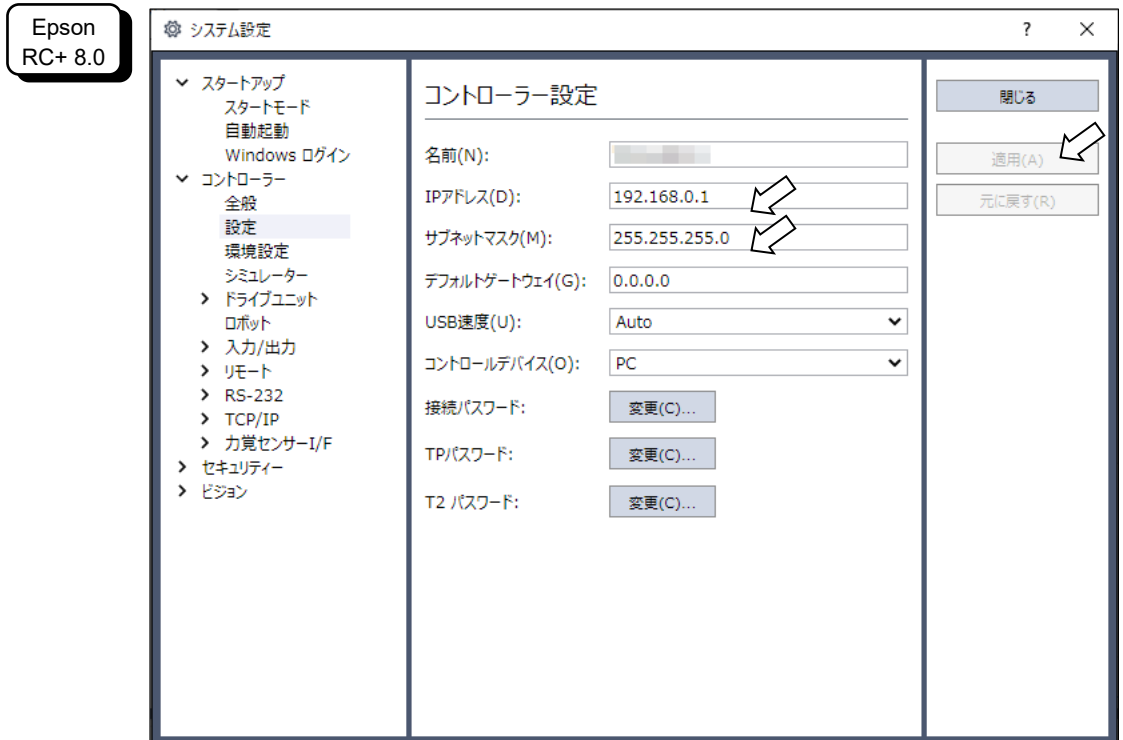 Epson
RC+ 8.0
システム設定
?
スタートアップ
スタートモード
自動起動
Windows ログイン
コントローラー
全般
設定
環境設定
シミュレーター
ドライブユニット
ロボット
入力/出力
リモート
RS-232
TCP/IP
力覚センサーI/F
セキュリティー
ビジョン
コントローラー設定
名前(N):
IPアドレス(D): 192.168.0.1
サブネットマスク(M): 255.255.255.0
デフォルトゲートウェイ(G): 0.0.0.0
USB速度(U): Auto
コントロールデバイス(O): PC
接続パスワード: 変更(C)...
TPパスワード: 変更(C)...
T2 パスワード: 変更(C)...
閉じる
適用(A)
元に戻す(R)